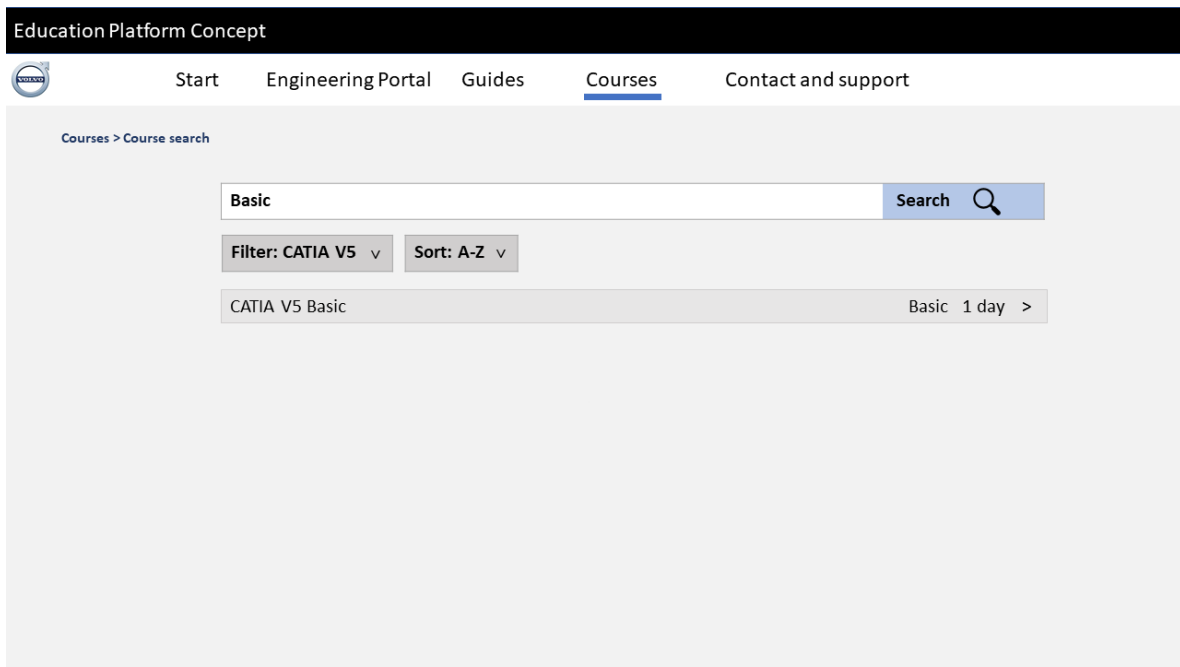 Education Platform Concept
VOLVO
Start Engineering Portal Guides Courses Contact and support
Courses > Course search
Basic Search
Filter: CATIA V5 v Sort: A-Z v
CATIA V5 Basic Basic 1 day >